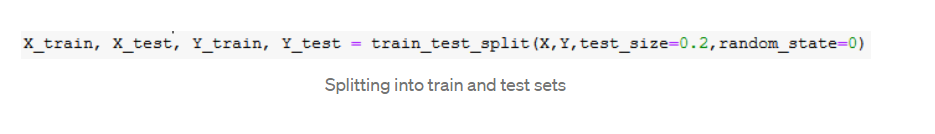 X_train, X_test, Y_train, Y_test = train_test_split(X,Y,test_size=0.2,random_state=0)
Splitting into train and test sets